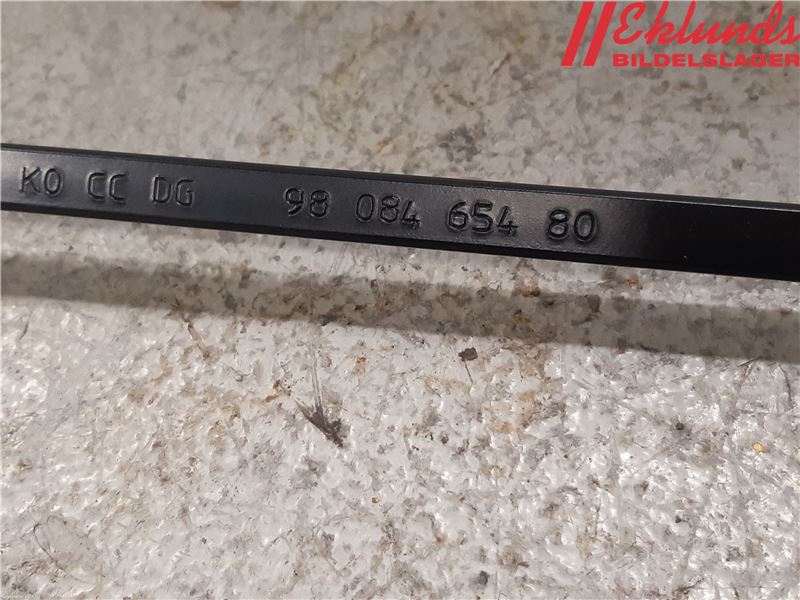 Eklunds
BILDELSLAGER
KO CC DG 98 084 654 80